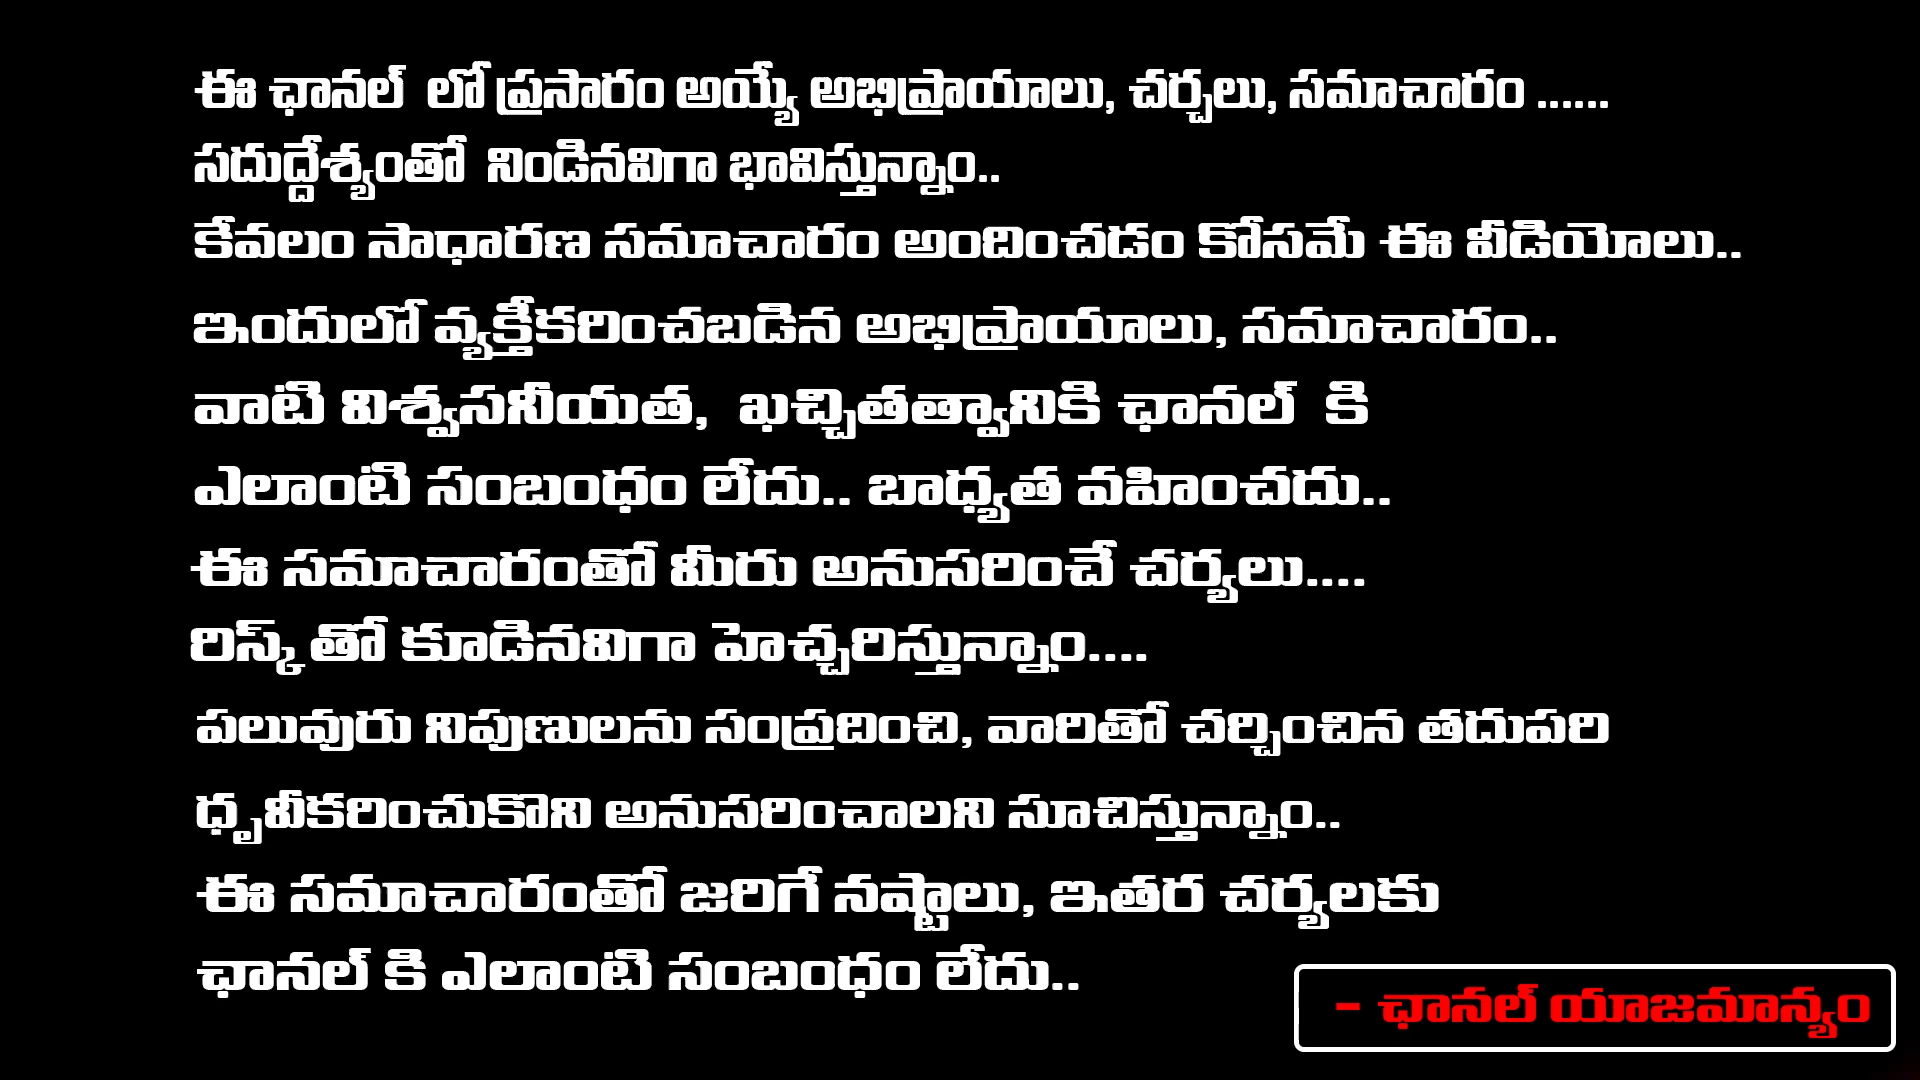 ఈ ఛానల్ లో ప్రసారం అయ్యే అభిప్రాయాలు, చర్చలు, సమాచారం ......
సదుద్దేశ్యంతో నిండినవిగా భావిస్తున్నాం..
కేవలం సాధారణ సమాచారం అందించడం కోసమే ఈ వీడియోలు..
ఇందులో వ్యక్తీకరించబడిన అభిప్రాయాలు, సమాచారం..
వాటి విశ్వసనీయత, ఖచ్చితత్వానికి ఛానల్ కి
ఎలాంటి సంబంధం లేదు.. బాధ్యత వహించదు..
ఈ సమాచారంతో మీరు అనుసరించే చర్యలు....
రిస్క్ తో కూడినవిగా హెచ్చరిస్తున్నాం....
పలువురు నిపుణులను సంప్రదించి, వారితో చర్చించిన తదుపరి
ధృవీకరించుకొని అనుసరించాలని సూచిస్తున్నాం..
ఈ సమాచారంతో జరిగే నష్టాలు, ఇతర చర్యలకు
ఛానల్ కి ఎలాంటి సంబంధం లేదు..
- ఛానల్ యాజమాన్యం